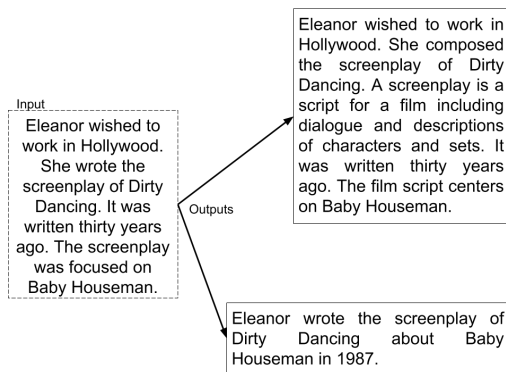 Input
Eleanor wished to
work in Hollywood.
She wrote the
screenplay of Dirty
Dancing. It was
written thirty years
ago. The screenplay
was focused on
Baby Houseman.
Outputs
Eleanor wished to work in
Hollywood. She composed
the screenplay of Dirty
Dancing. A screenplay is a
script for a film including
dialogue and descriptions
of characters and sets. It
was written thirty years
ago. The film script centers
on Baby Houseman.
Eleanor wrote the screenplay of
Dirty Dancing about Baby
Houseman in 1987.